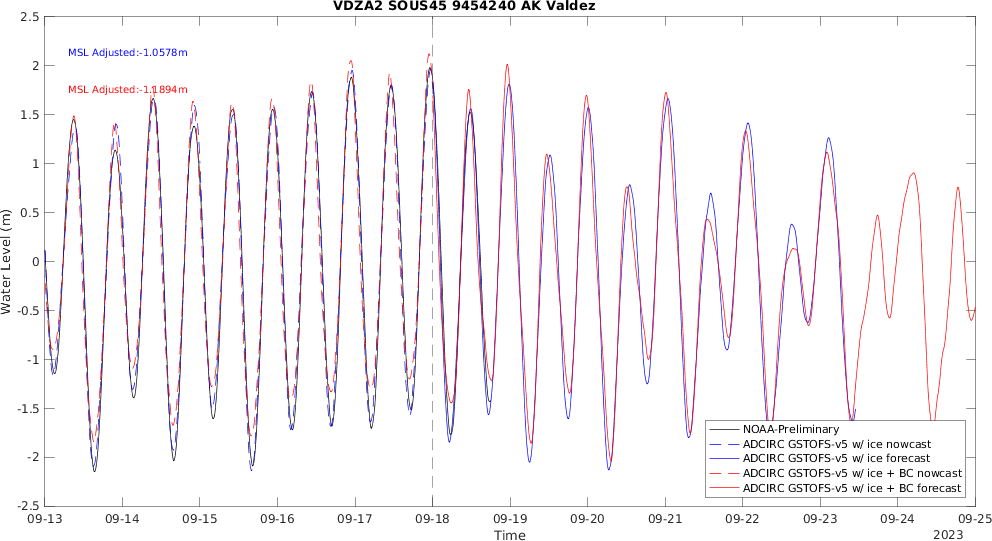 VDZA2 SOUS45 9454240 AK Valdez
MSL Adjusted:-1.0578m
MSL Adjusted:-1.1894m
Water Level (m)
2.5
2
1.5
1
0.5
0
-0.5
-1
-1.5
-2
-2.5
NOAA-Preliminary
ADCIRC GSTOFS-v5 w/ ice nowcast
ADCIRC GSTOFS-v5 w/ ice forecast
ADCIRC GSTOFS-v5 w/ ice + BC nowcast
ADCIRC GSTOFS-v5 w/ ice + BC forecast
09-13 09-14 09-15 09-16 09-17 09-18 09-19 09-20 09-21 09-22 09-23 09-24 09-25
Time
2023